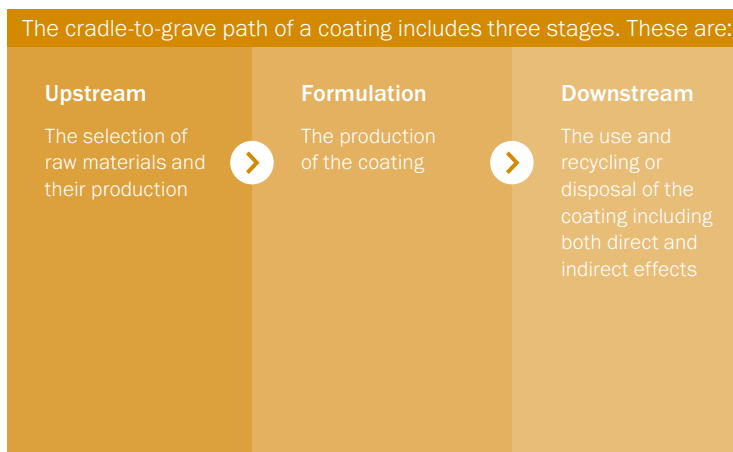 The cradle-to-grave path of a coating includes three stages. These are:
Upstream
The selection of
raw materials and
their production
Formulation
The production
of the coating
Downstream
The use and
recycling or
disposal of the
coating including
both direct and
indirect effects